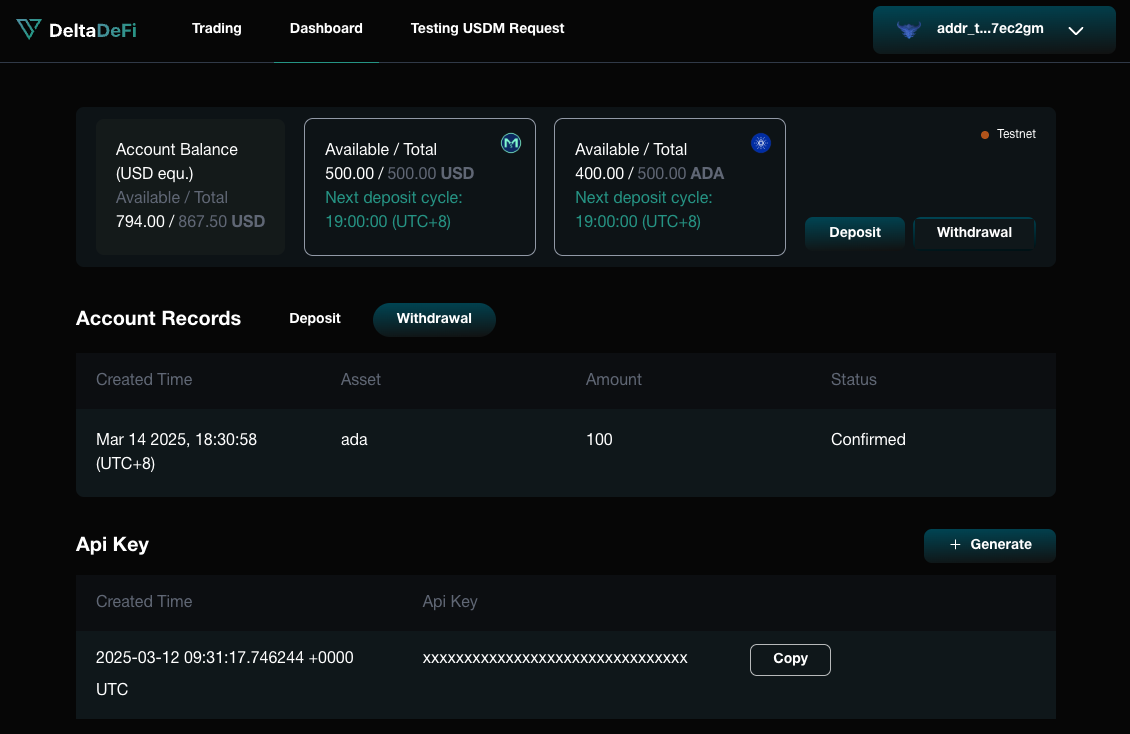 DeltaDeFi
Trading
Dashboard
Testing USDM Request
addr_t...7ec2gm
Account Balance
(USD equ.)
Available / Total
794.00 / 867.50 USD
Available / Total
500.00 / 500.00 USD
Next deposit cycle:
19:00:00 (UTC+8)
Available / Total
400.00 / 500.00 ADA
Next deposit cycle:
19:00:00 (UTC+8)
Testnet
Deposit
Withdrawal
Account Records
Deposit
Withdrawal
Created Time Asset Amount Status
Mar 14 2025, 18:30:58 ada 100 Confirmed
(UTC+8)
Api Key
+ Generate
Created Time Api Key
2025-03-12 09:31:17.746244 +0000 xxxxxxxxxxxxxxxxxxxxxxxxxxxxxxxx Copy
UTC